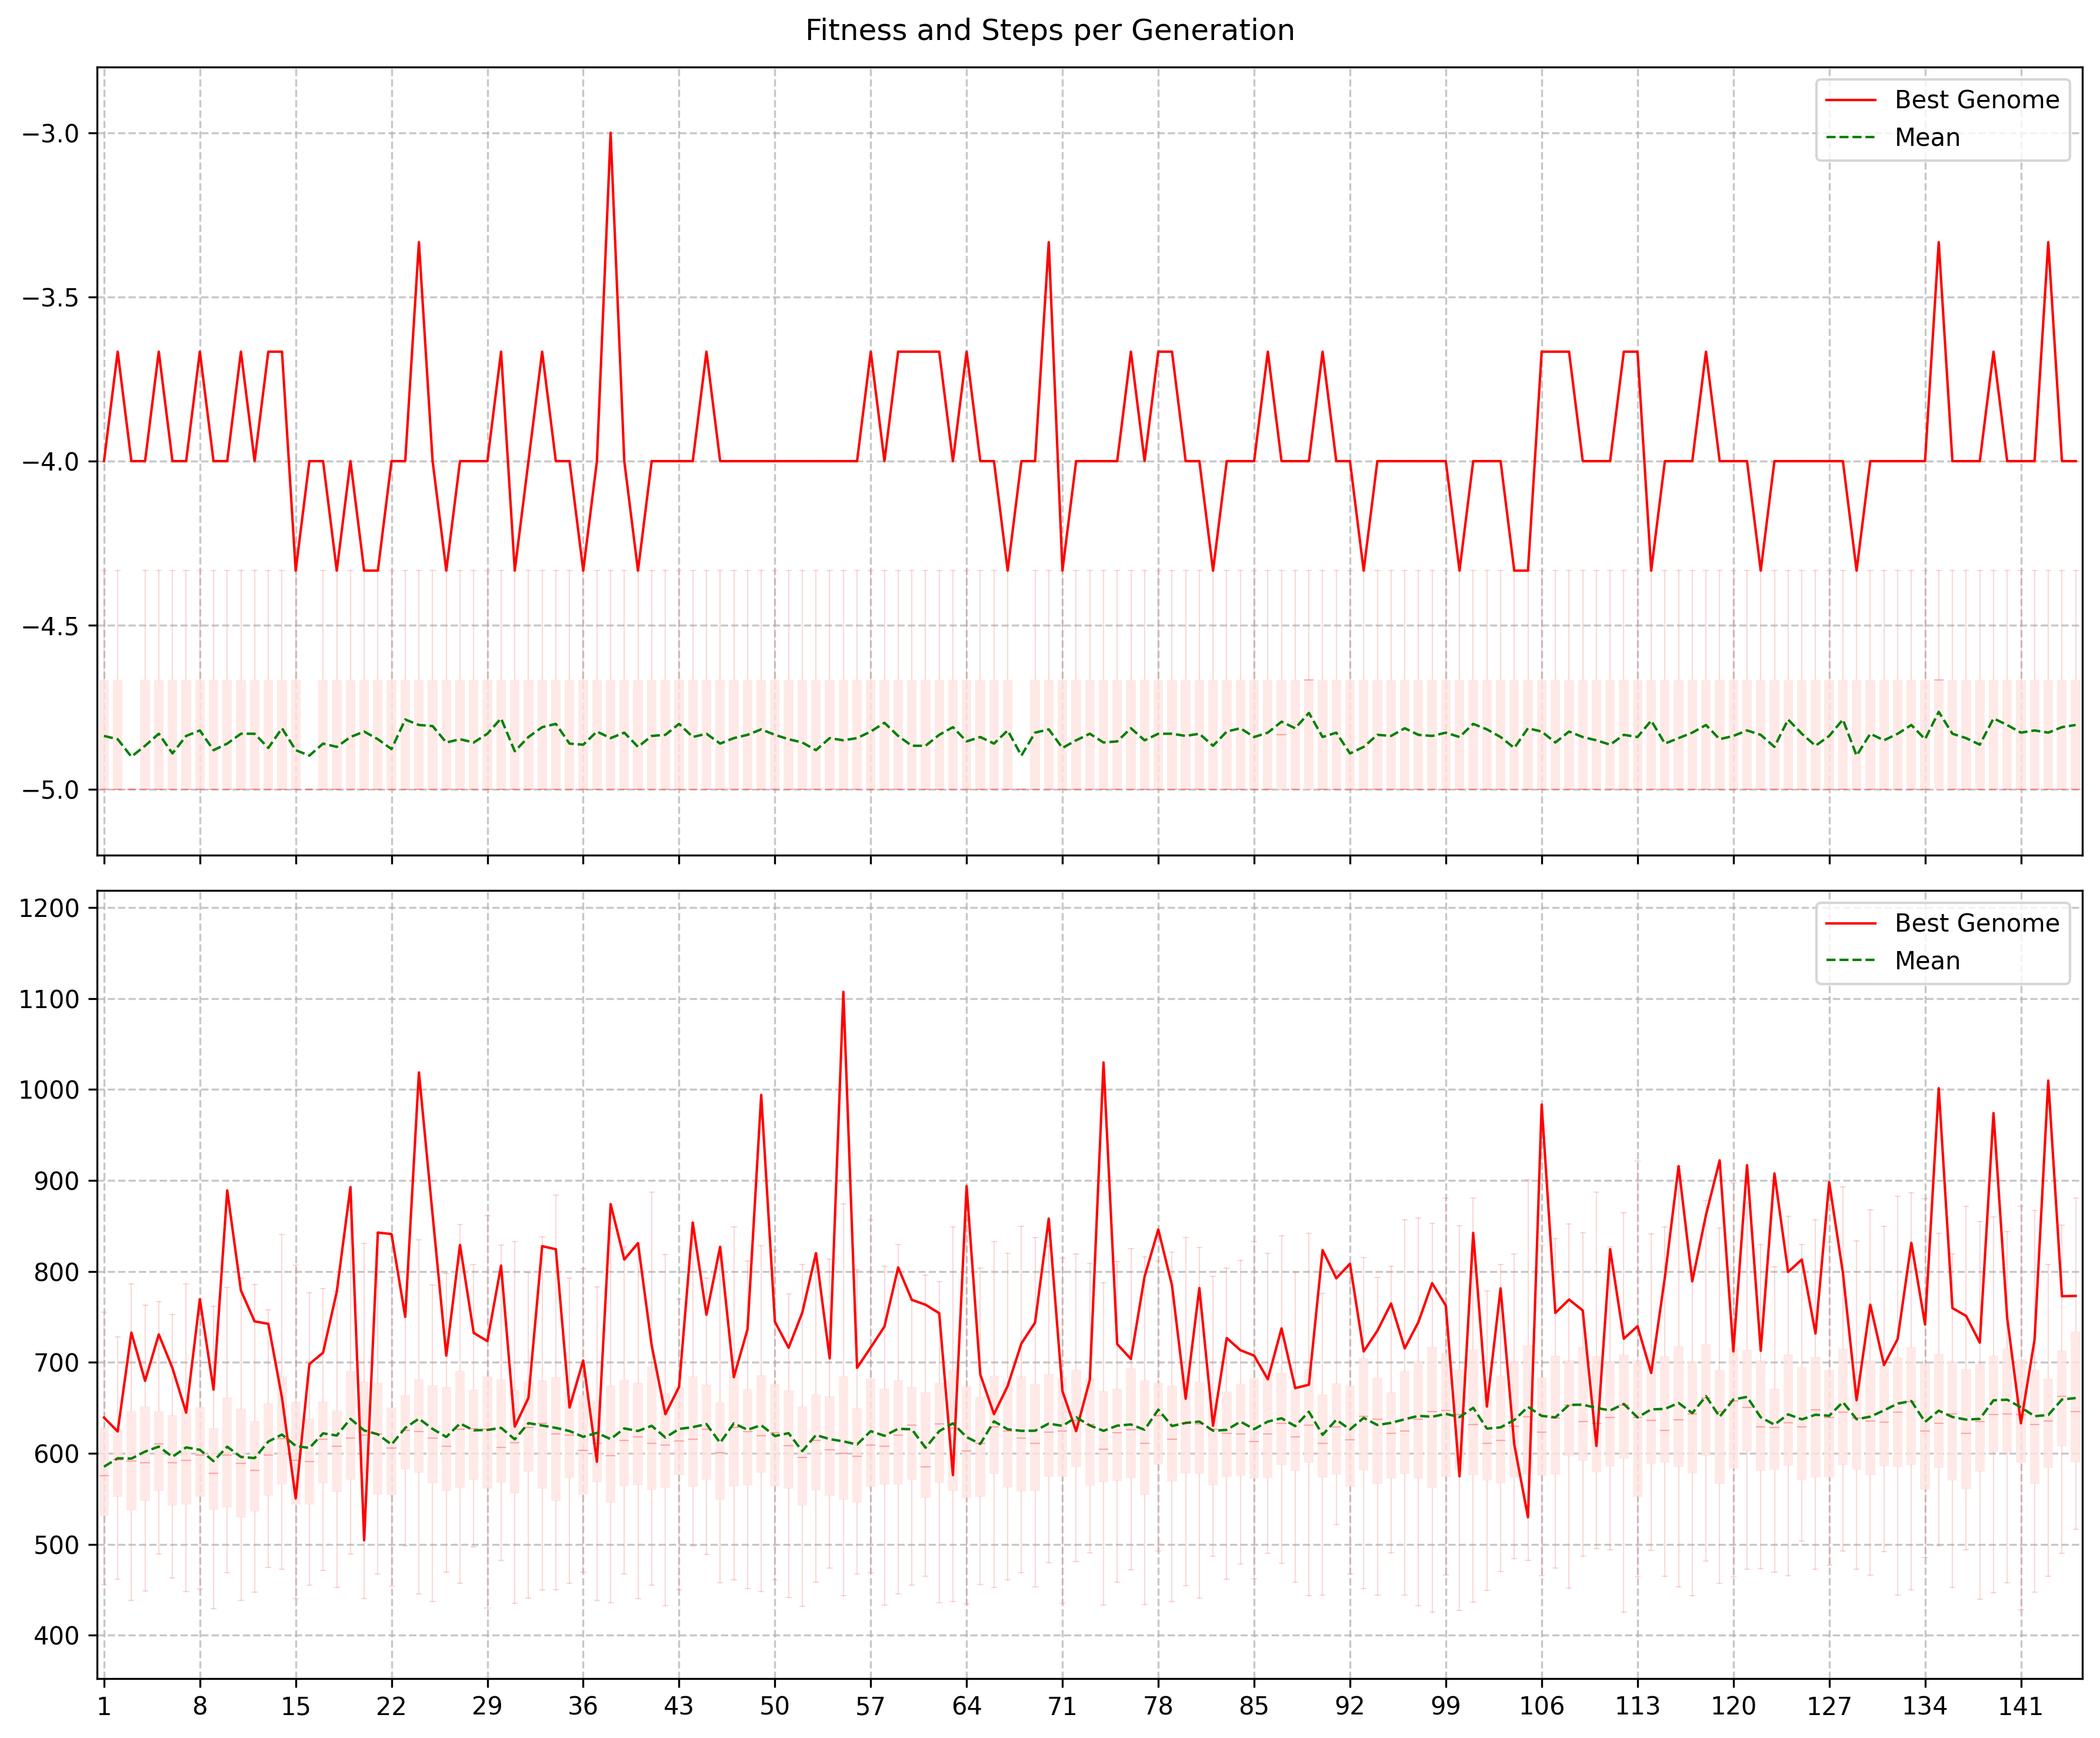 Fitness and Steps per Generation
Best Genome
Mean
−3.0
−3.5
−4.0
−4.5
−5.0
Best Genome
Mean
1200
1100
1000
900
800
700
600
500
400
1 8 15 22 29 36 43 50 57 64 71 78 85 92 99 106 113 120 127 134 141